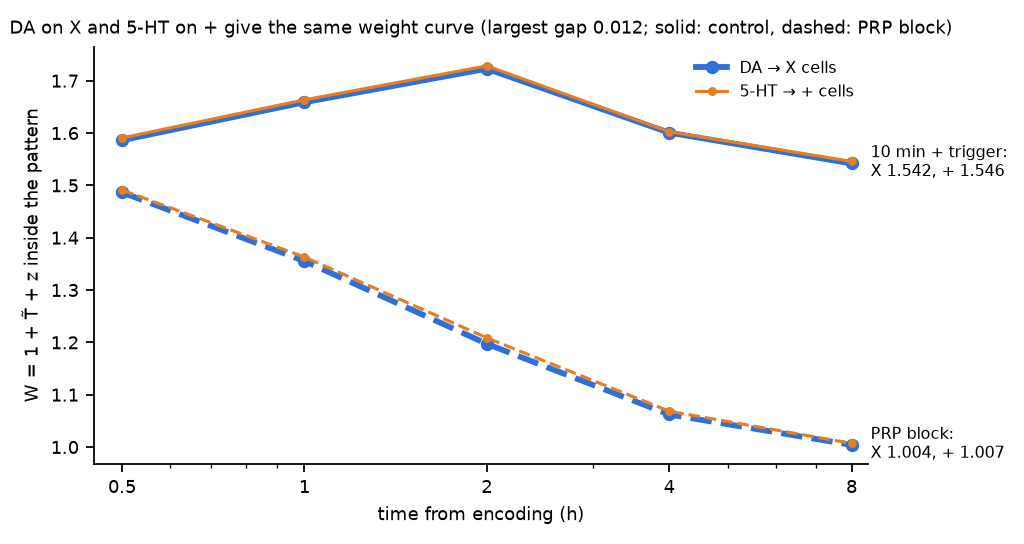 DA on X and 5-HT on + give the same weight curve (largest gap 0.012; solid: control, dashed: PRP block)
DA → X cells
5-HT → + cells
W = 1 + T̃ + z inside the pattern
1.7
1.6
1.5
1.4
1.3
1.2
1.1
1.0
10 min + trigger:
X 1.542, + 1.546
PRP block:
X 1.004, + 1.007
0.5
1
2
4
8
time from encoding (h)